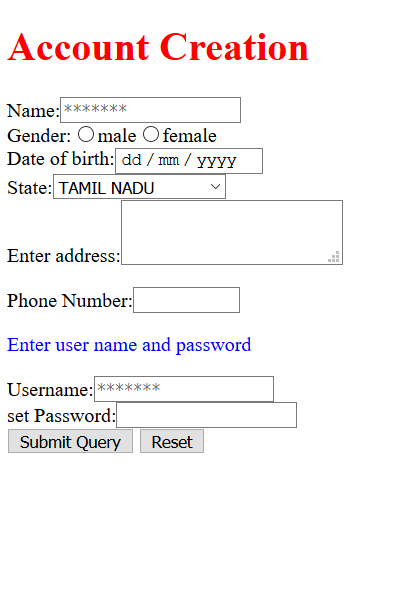 Account Creation
Name:*******
Gender: male female
Date of birth: dd / mm / yyyy
State: TAMIL NADU
Enter address:
Phone Number:
Enter user name and password
Username:*******
set Password:
Submit Query Reset